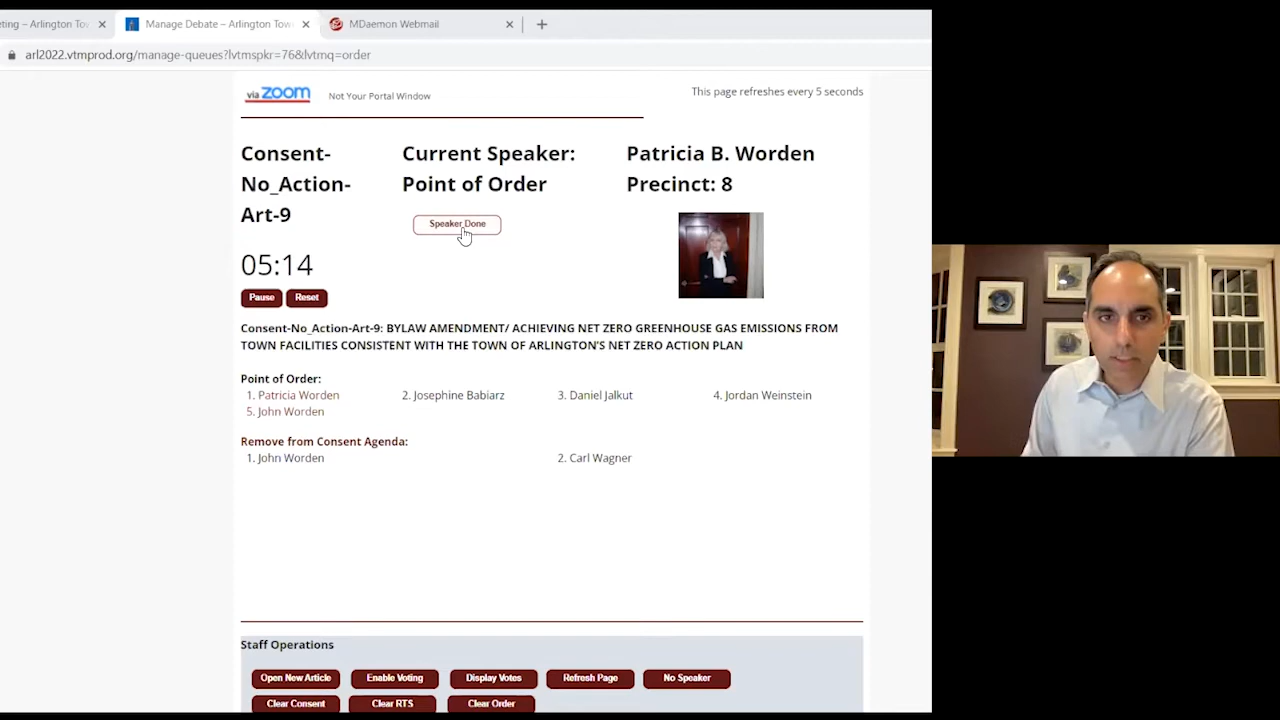 ting – Arlington Tov
Manage Debate – Arlington Town
MDaemon Webmail
arl2022.vtmprod.org/manage-queues?lvtmspkr=76&lvtmq=order
via zoom
Not Your Portal Window
This page refreshes every 5 seconds
Consent-
No_Action-
Art-9
Current Speaker:
Point of Order
Patricia B. Worden
Precinct: 8
Speaker Done
05:14
Pause
Reset
Consent-No_Action-Art-9: BYLAW AMENDMENT/ ACHIEVING NET ZERO GREENHOUSE GAS EMISSIONS FROM
TOWN FACILITIES CONSISTENT WITH THE TOWN OF ARLINGTON'S NET ZERO ACTION PLAN
Point of Order:
1. Patricia Worden
2. Josephine Babiarz
3. Daniel Jalkut
4. Jordan Weinstein
5. John Worden
Remove from Consent Agenda:
1. John Worden
2. Carl Wagner
Staff Operations
Open New Article
Enable Voting
Display Votes
Refresh Page
No Speaker
Clear Consent
Clear RTS
Clear Order